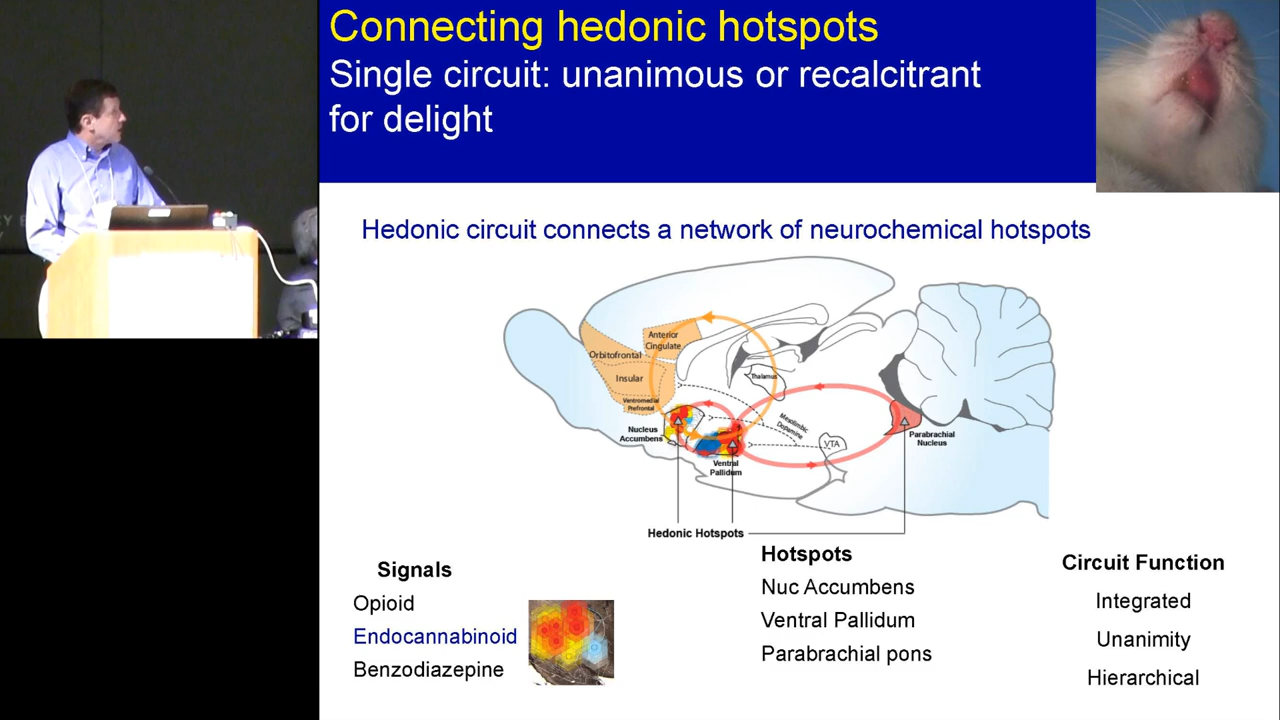 Connecting hedonic hotspots
Single circuit: unanimous or recalcitrant
for delight
Hedonic circuit connects a network of neurochemical hotspots
Anterior
Cingulate
Orbitofrontal
Insular
Ventromedial
Prefrontal
Thalamus
Nucleus
Accumbens
Mesolimbic
Dopamine
VTA
Ventral
Pallidum
Parabrachial
Nucleus
Hedonic Hotspots
Signals
Opioid
Endocannabinoid
Benzodiazepine
Hotspots
Nuc Accumbens
Ventral Pallidum
Parabrachial pons
Circuit Function
Integrated
Unanimity
Hierarchical